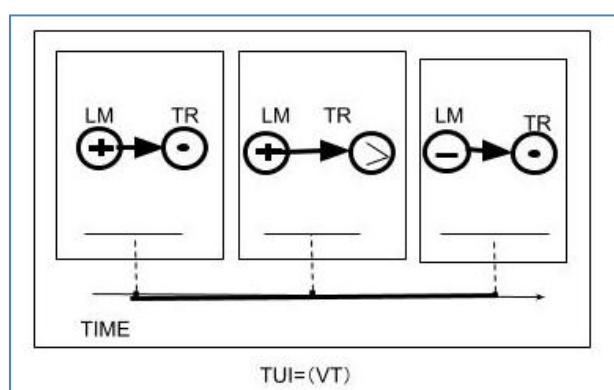 LM TR LM TR LM TR
+ • + > − •
TIME
TUI=(VT)